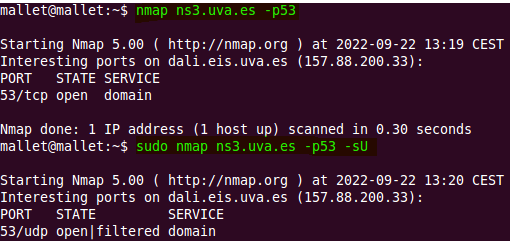 mallet@mallet:~$ nmap ns3.uva.es -p53
Starting Nmap 5.00 ( http://nmap.org ) at 2022-09-22 13:19 CEST
Interesting ports on dali.eis.uva.es (157.88.200.33):
PORT   STATE SERVICE
53/tcp open  domain
Nmap done: 1 IP address (1 host up) scanned in 0.30 seconds
mallet@mallet:~$ sudo nmap ns3.uva.es -p53 -sU
Starting Nmap 5.00 ( http://nmap.org ) at 2022-09-22 13:20 CEST
Interesting ports on dali.eis.uva.es (157.88.200.33):
PORT   STATE         SERVICE
53/udp open|filtered domain